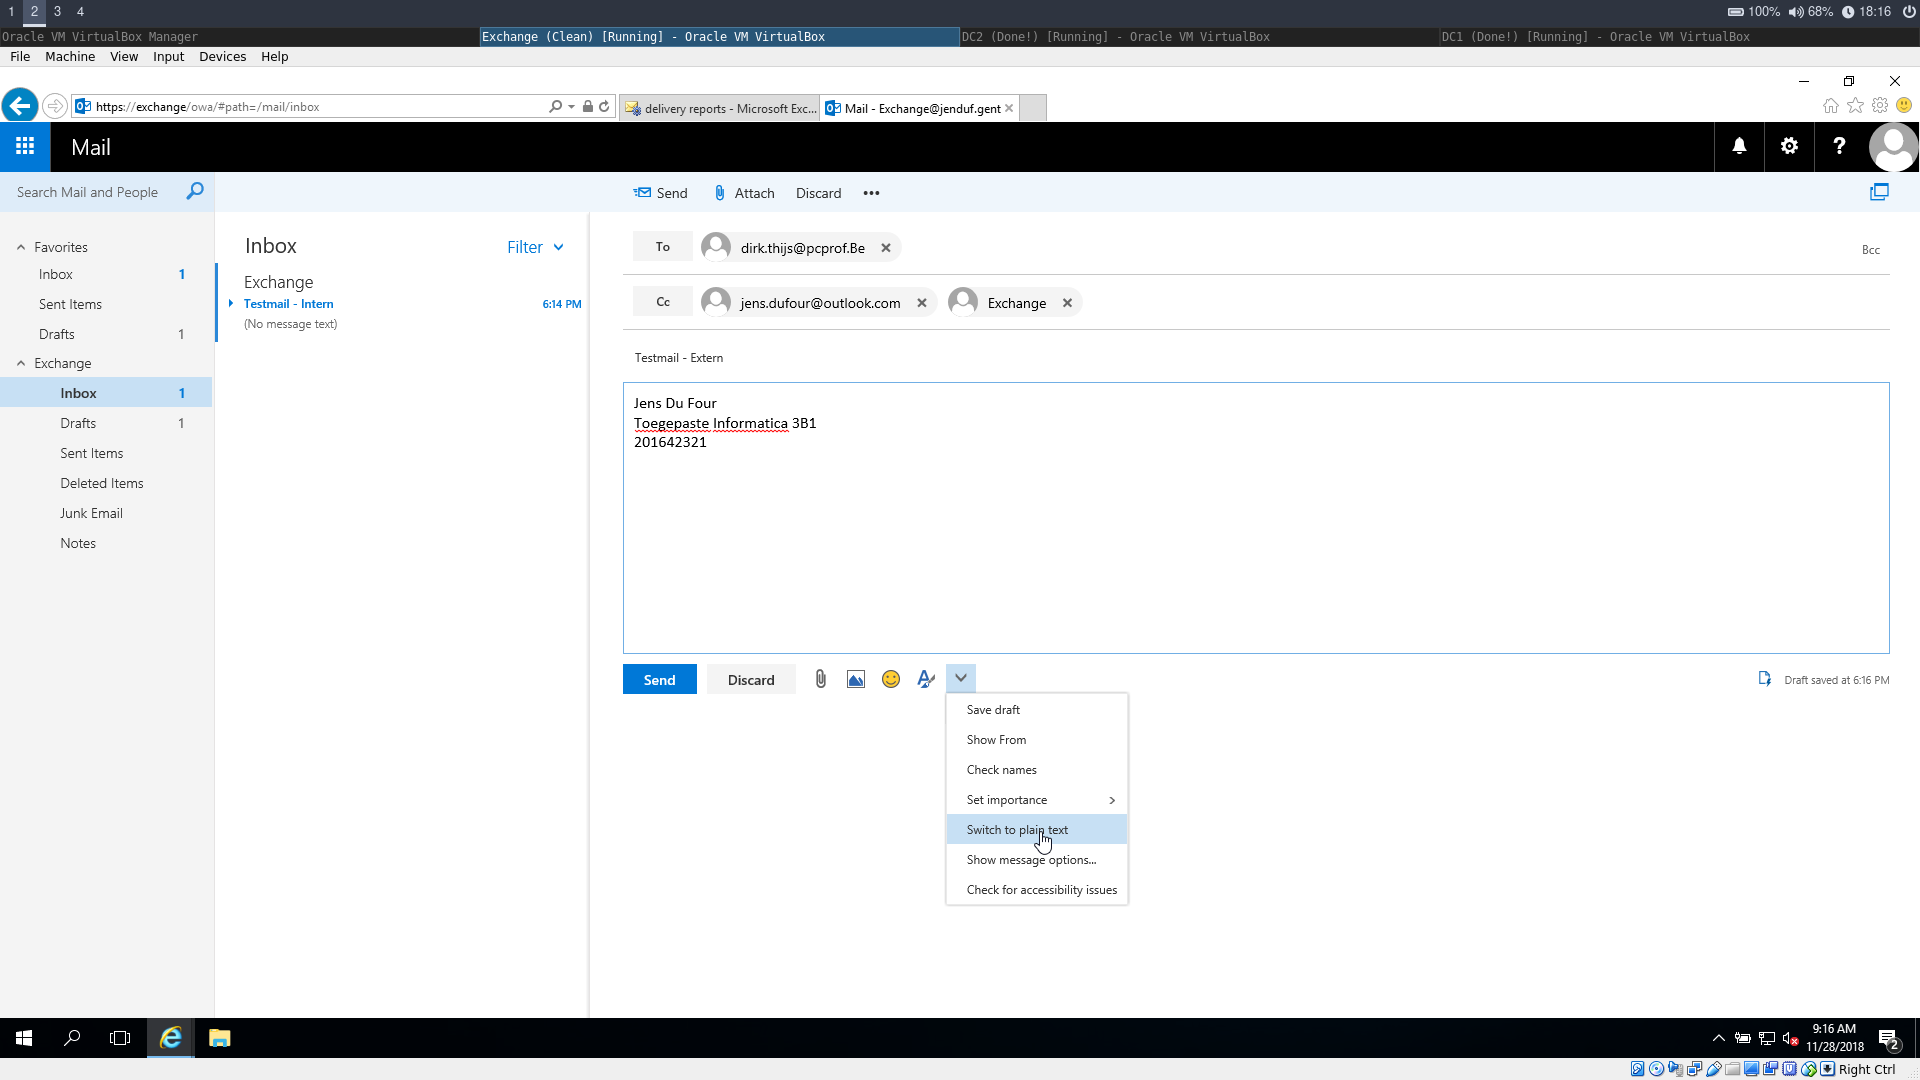 1 2 3 4
100% 68% 18:16
Oracle VM VirtualBox Manager
Exchange (Clean) [Running] - Oracle VM VirtualBox
DC2 (Done!) [Running] - Oracle VM VirtualBox
DC1 (Done!) [Running] - Oracle VM VirtualBox
File Machine View Input Devices Help
https://exchange/owa/#path=/mail/inbox
delivery reports - Microsoft Exc...
Mail - Exchange@jenduf.gent
Mail
?
Search Mail and People
Send Attach Discard •••
Favorites
Inbox 1
Sent Items
Drafts 1
Exchange
Inbox 1
Drafts 1
Sent Items
Deleted Items
Junk Email
Notes
Inbox
Filter
Exchange
Testmail - Intern 6:14 PM
(No message text)
To dirk.thijs@pcprof.Be Bcc
Cc jens.dufour@outlook.com Exchange
Testmail - Extern
Jens Du Four
Toegepaste Informatica 3B1
201642321
Send Discard
Draft saved at 6:16 PM
Save draft
Show From
Check names
Set importance
Switch to plain text
Show message options...
Check for accessibility issues
9:16 AM
11/28/2018
2
Right Ctrl